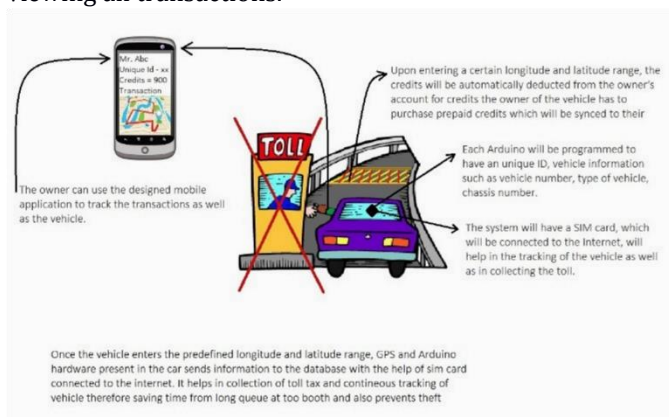 viewing all transactions.
Mr. Abc
Unique Id - xx
Credits = 900
Transaction
TOLL
Upon entering a certain longitude and latitude range, the
credits will be automatically deducted from the owner's
account for credits the owner of the vehicle has to
purchase prepaid credits which will be synced to their
Each Arduino will be programmed to
have an unique ID, vehicle information
such as vehicle number, type of vehicle,
chassis number.
The owner can use the designed mobile
application to track the transactions as well
as the vehicle.
The system will have a SIM card, which
will be connected to the Internet, will
help in the tracking of the vehicle as well
as in collecting the toll.
Once the vehicle enters the predefined longitude and latitude range, GPS and Arduino
hardware present in the car sends information to the database with the help of sim card
connected to the internet. It helps in collection of toll tax and contineous tracking of
vehicle therefore saving time from long queue at too booth and also prevents theft